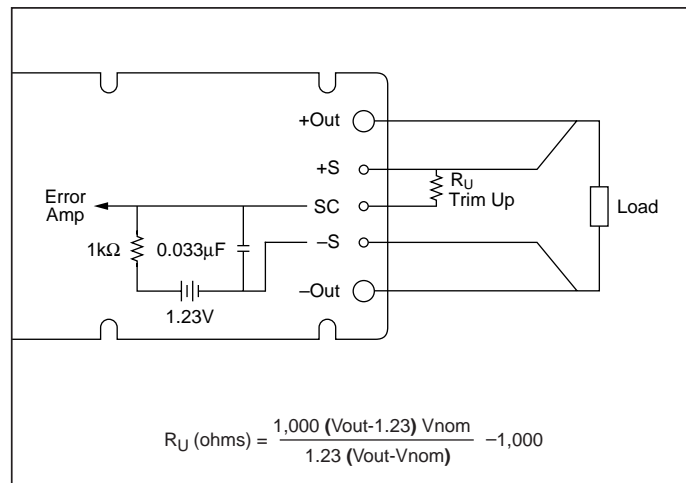 +Out
+S
RU
Trim Up
Error
Amp
SC
Load
1kΩ
0.033µF
–S
–Out
1.23V
RU (ohms) = 1,000 (Vout-1.23) Vnom
1.23 (Vout-Vnom)
–1,000